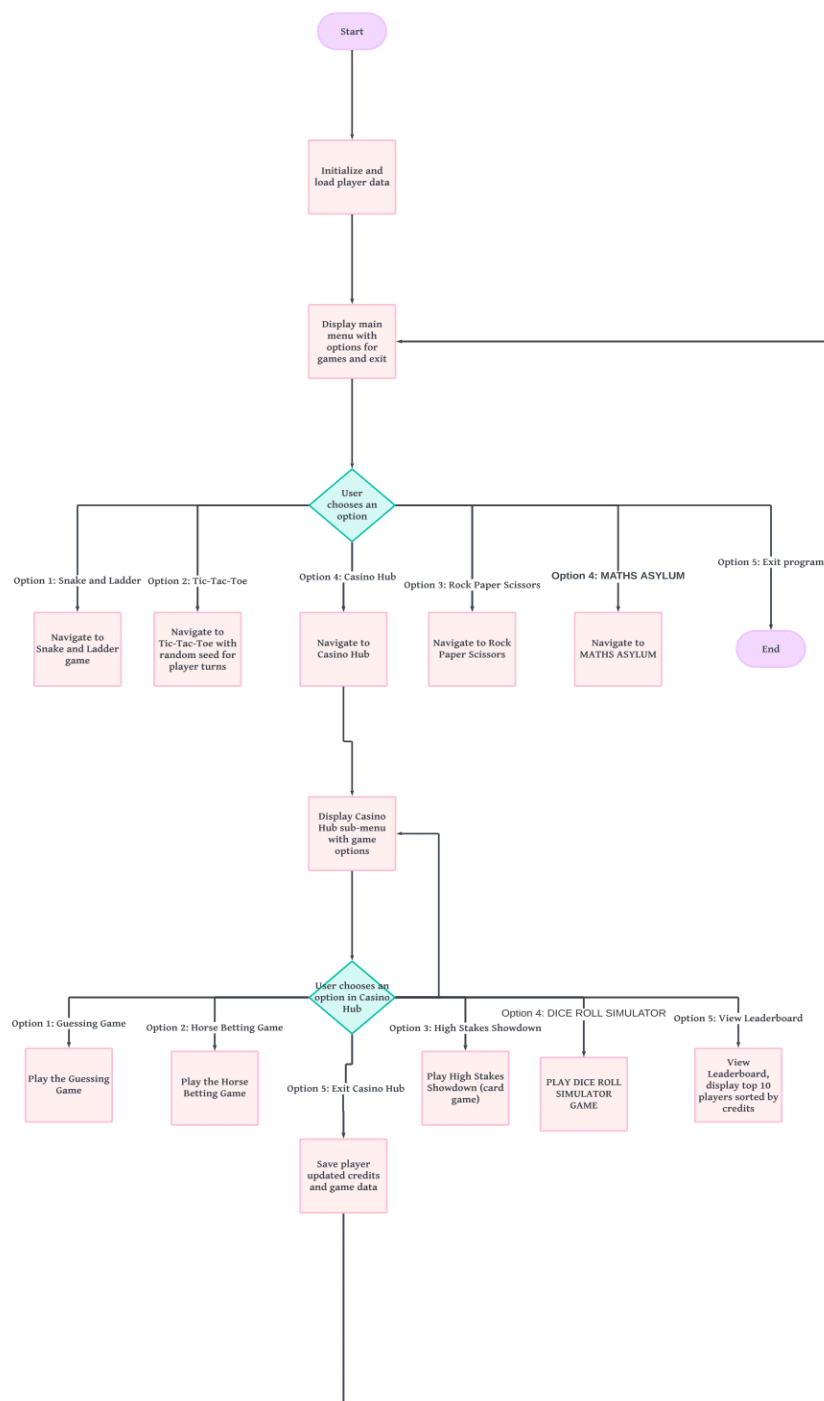 Start
Initialize and
load player data
Display main
menu with
options for
games and exit
User
chooses an
option
Option 1: Snake and Ladder
Option 2: Tic-Tac-Toe
Option 4: Casino Hub
Option 3: Rock Paper Scissors
Option 4: MATHS ASYLUM
Option 5: Exit program
Navigate to
Snake and Ladder
game
Navigate to
Tic-Tac-Toe with
random seed for
player turns
Navigate to
Casino Hub
Navigate to Rock
Paper Scissors
Navigate to
MATHS ASYLUM
End
Display Casino
Hub sub-menu
with game
options
User chooses an
option in Casino
Hub
Option 1: Guessing Game
Option 2: Horse Betting Game
Option 3: High Stakes Showdown
Option 4: DICE ROLL SIMULATOR
Option 5: View Leaderboard
Play the Guessing
Game
Play the Horse
Betting Game
Option 5: Exit Casino Hub
Play High Stakes
Showdown (card
game)
PLAY DICE ROLL
SIMULATOR
GAME
View
Leaderboard,
display top 10
players sorted by
credits
Save player
updated credits
and game data